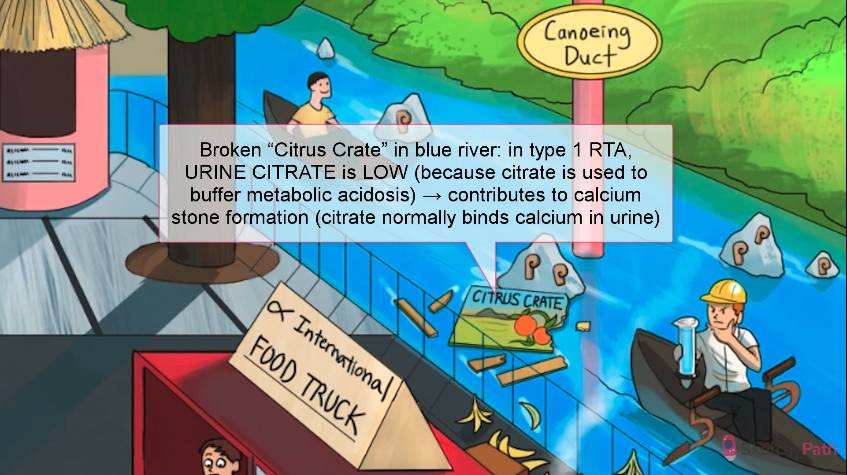 Canoeing
Duct
Broken “Citrus Crate” in blue river: in type 1 RTA,
URINE CITRATE is LOW (because citrate is used to
buffer metabolic acidosis) → contributes to calcium
stone formation (citrate normally binds calcium in urine)
CITRUS CRATE
∝ International
FOOD TRUCK
Path